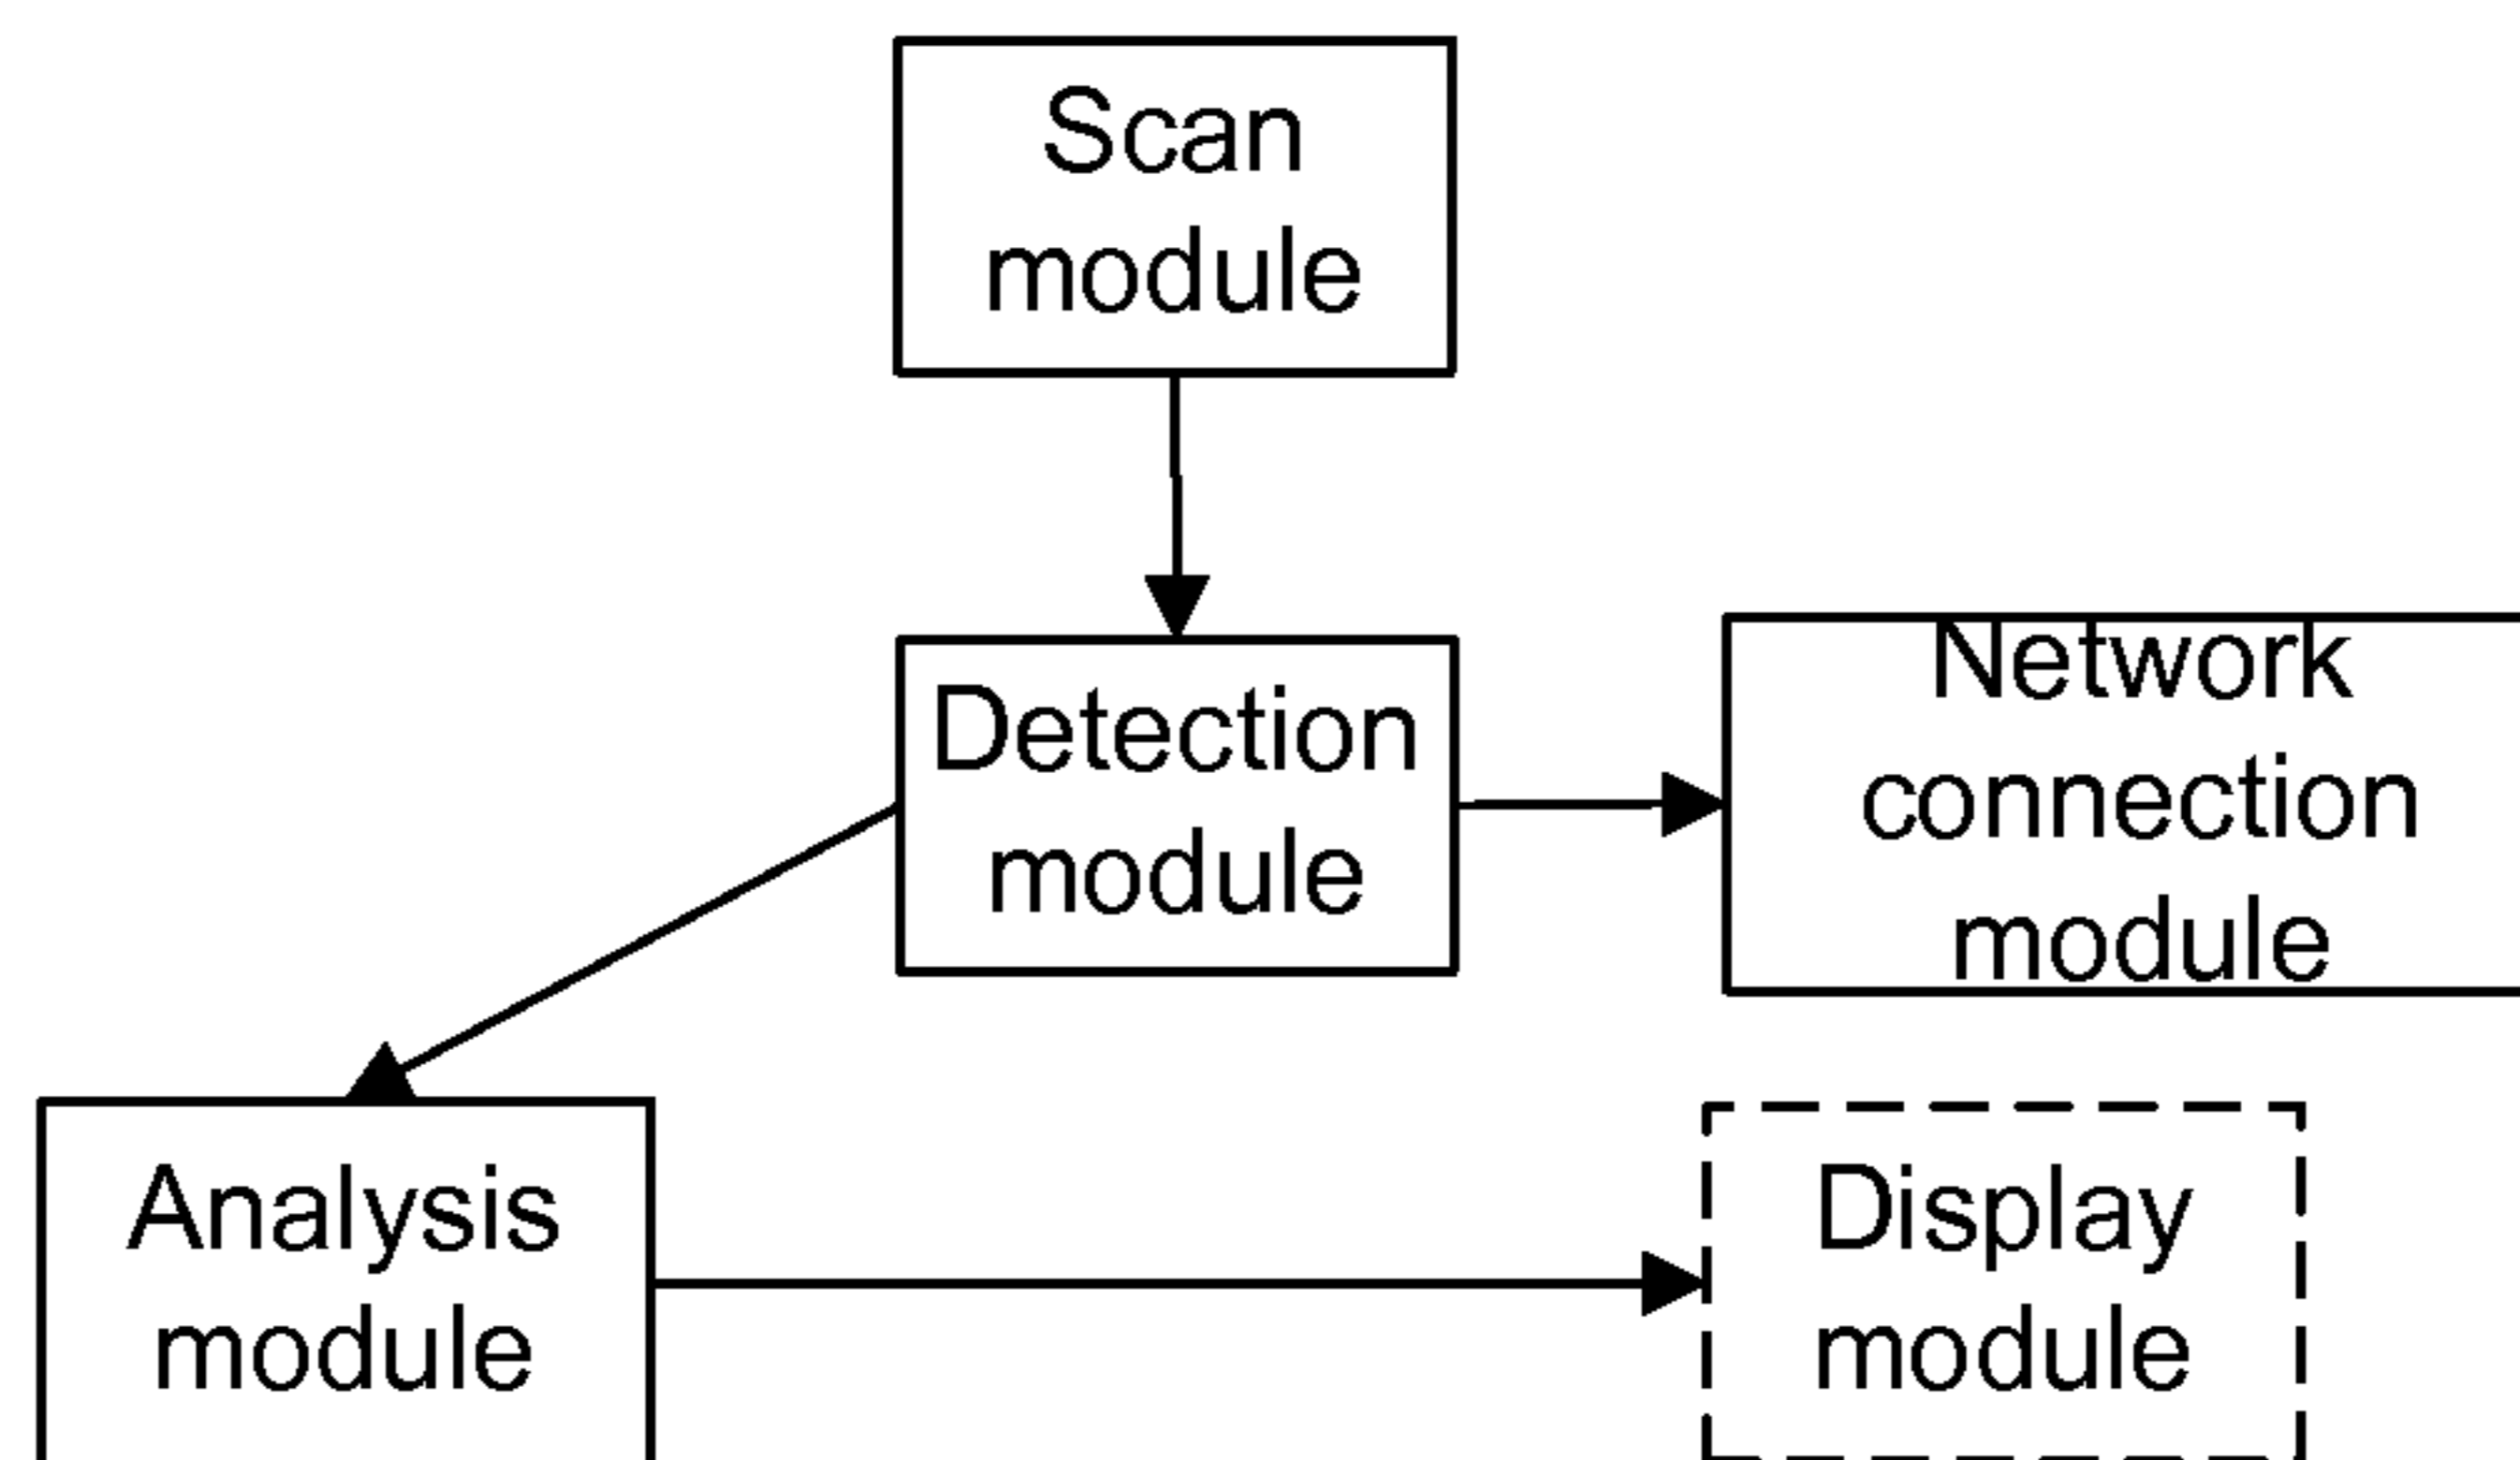 Scan
module
Detection
module
Network
connection
module
Analysis
module
Display
module